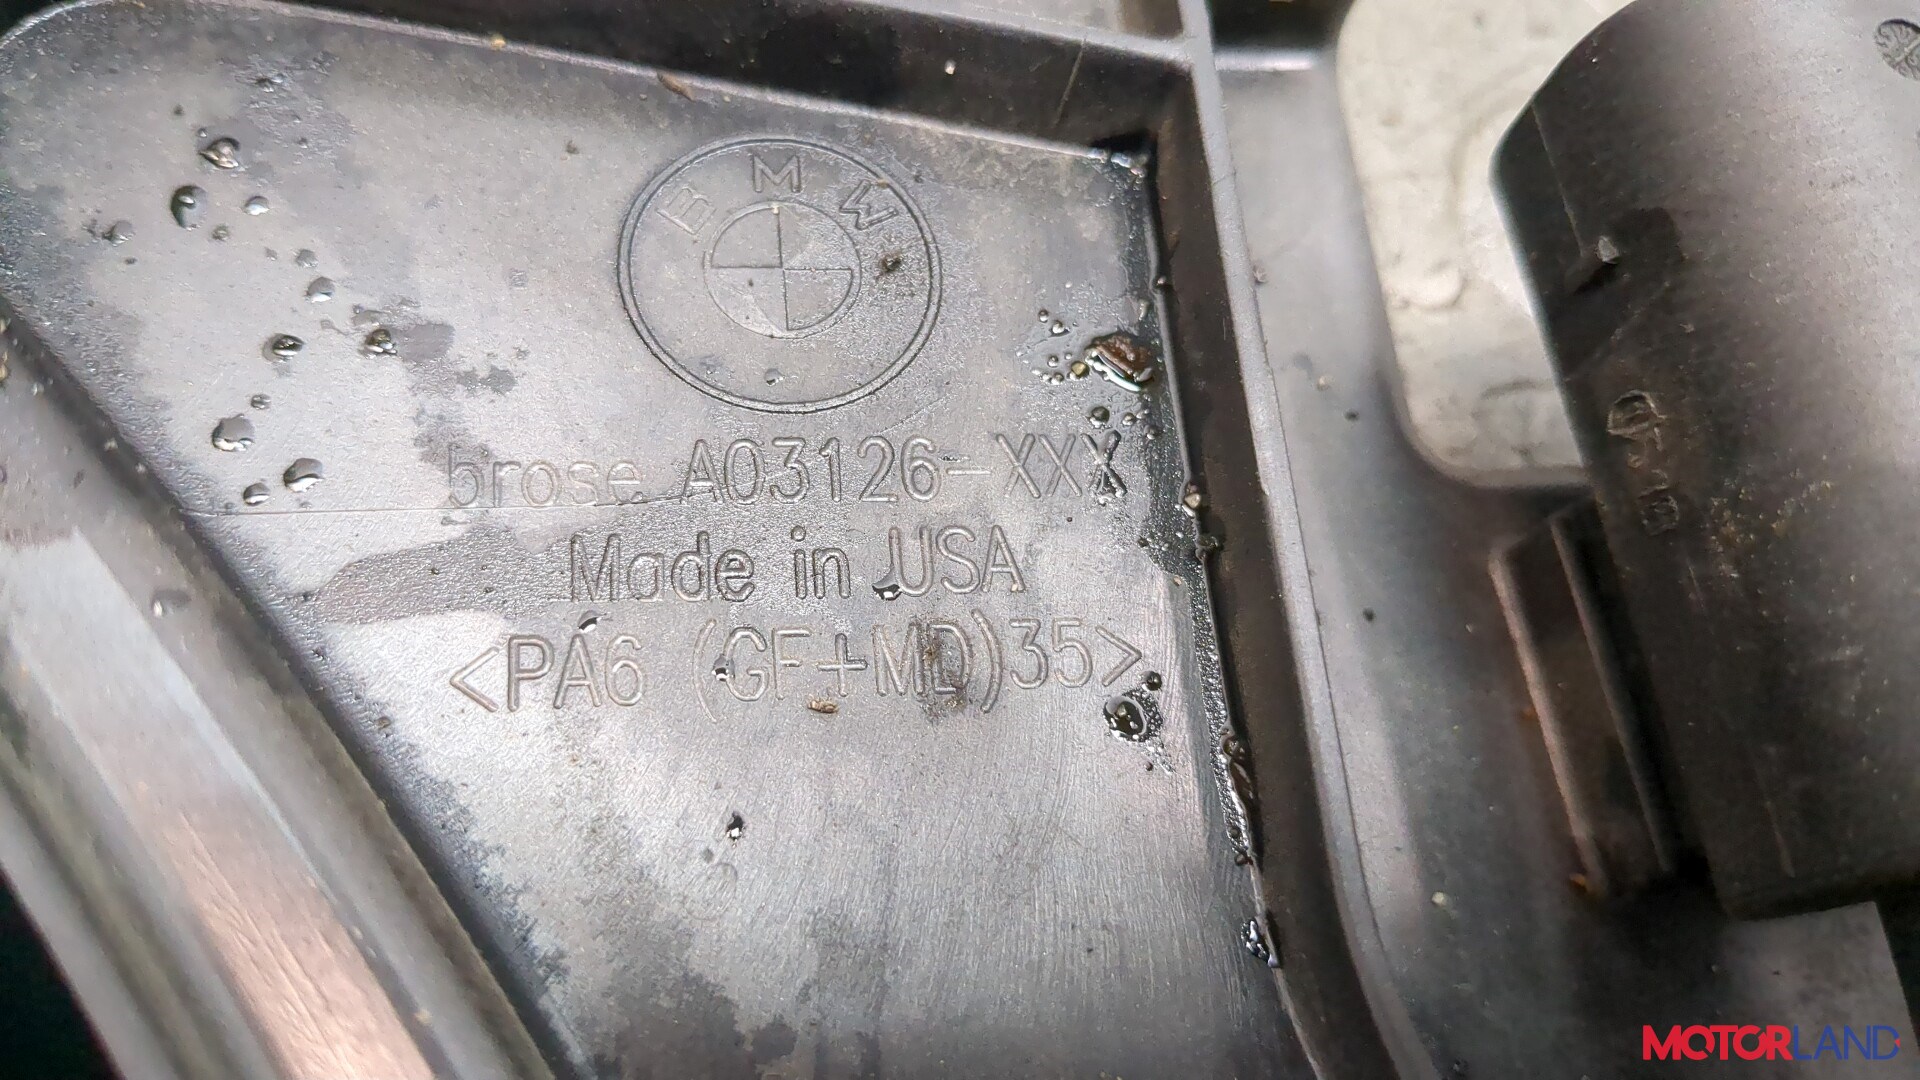 BMW
brose A03126-XXX
Made in USA
<PA6 (GF+MD)35>
MOTORLAND